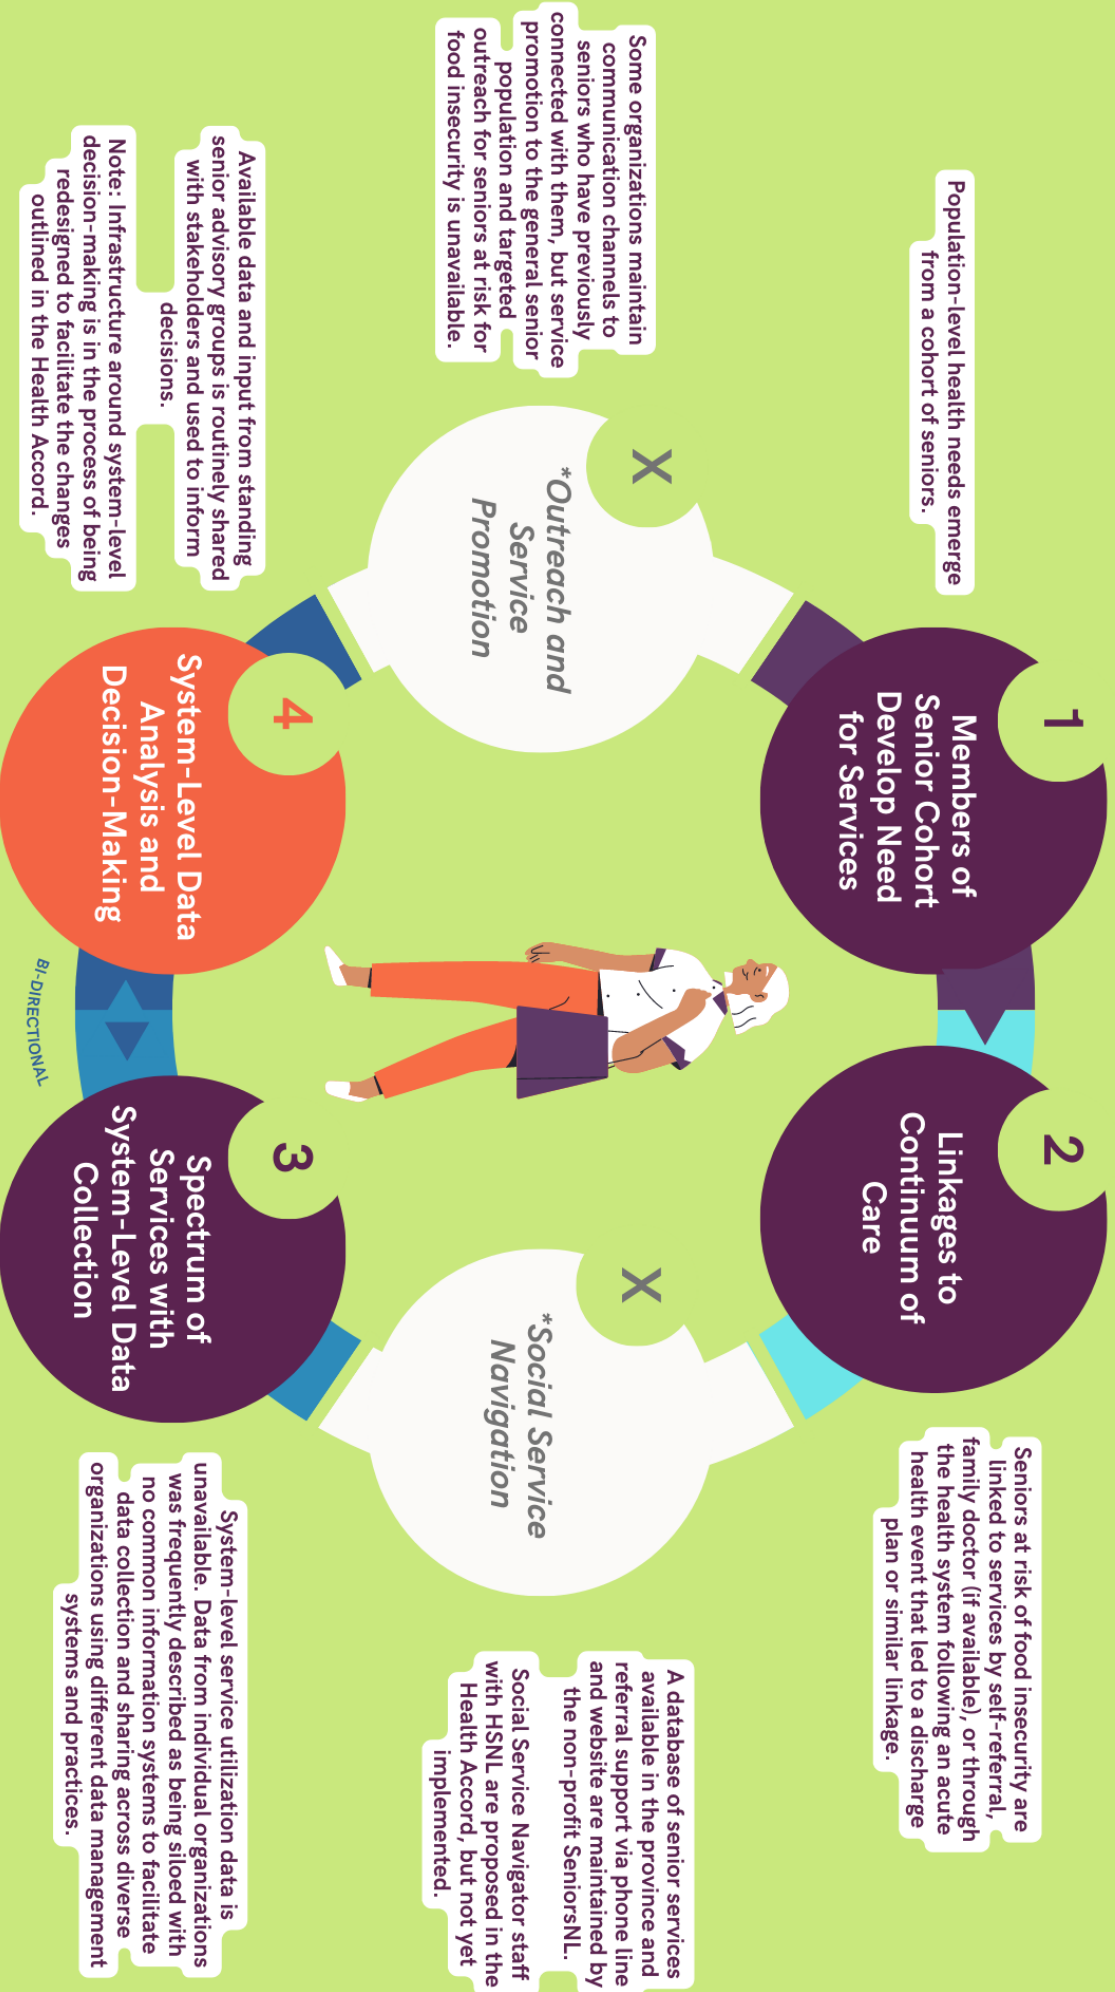 Population-level health needs emerge
from a cohort of seniors.
1
Members of
Senior Cohort
Develop Need
for Services
2
Linkages to
Continuum of
Care
Seniors at risk of food insecurity are
linked to services by self-referral,
family doctor (if available), or through
the health system following an acute
health event that led to a discharge
plan or similar linkage.
Some organizations maintain
communication channels to
seniors who have previously
connected with them, but service
promotion to the general senior
population and targeted
outreach for seniors at risk for
food insecurity is unavailable.
X
*Outreach and
Service
Promotion
X
*Social Service
Navigation
A database of senior services
available in the province and
referral support via phone line
and website are maintained by
the non-profit SeniorsNL.
Social Service Navigator staff
with HSNL are proposed in the
Health Accord, but not yet
implemented.
Available data and input from standing
senior advisory groups is routinely shared
with stakeholders and used to inform
decisions.
Note: Infrastructure around system-level
decision-making is in the process of being
redesigned to facilitate the changes
outlined in the Health Accord.
4
System-Level Data
Analysis and
Decision-Making
BI-DIRECTIONAL
3
Spectrum of
Services with
System-Level Data
Collection
System-level service utilization data is
unavailable. Data from individual organizations
was frequently described as being siloed with
no common information systems to facilitate
data collection and sharing across diverse
organizations using different data management
systems and practices.